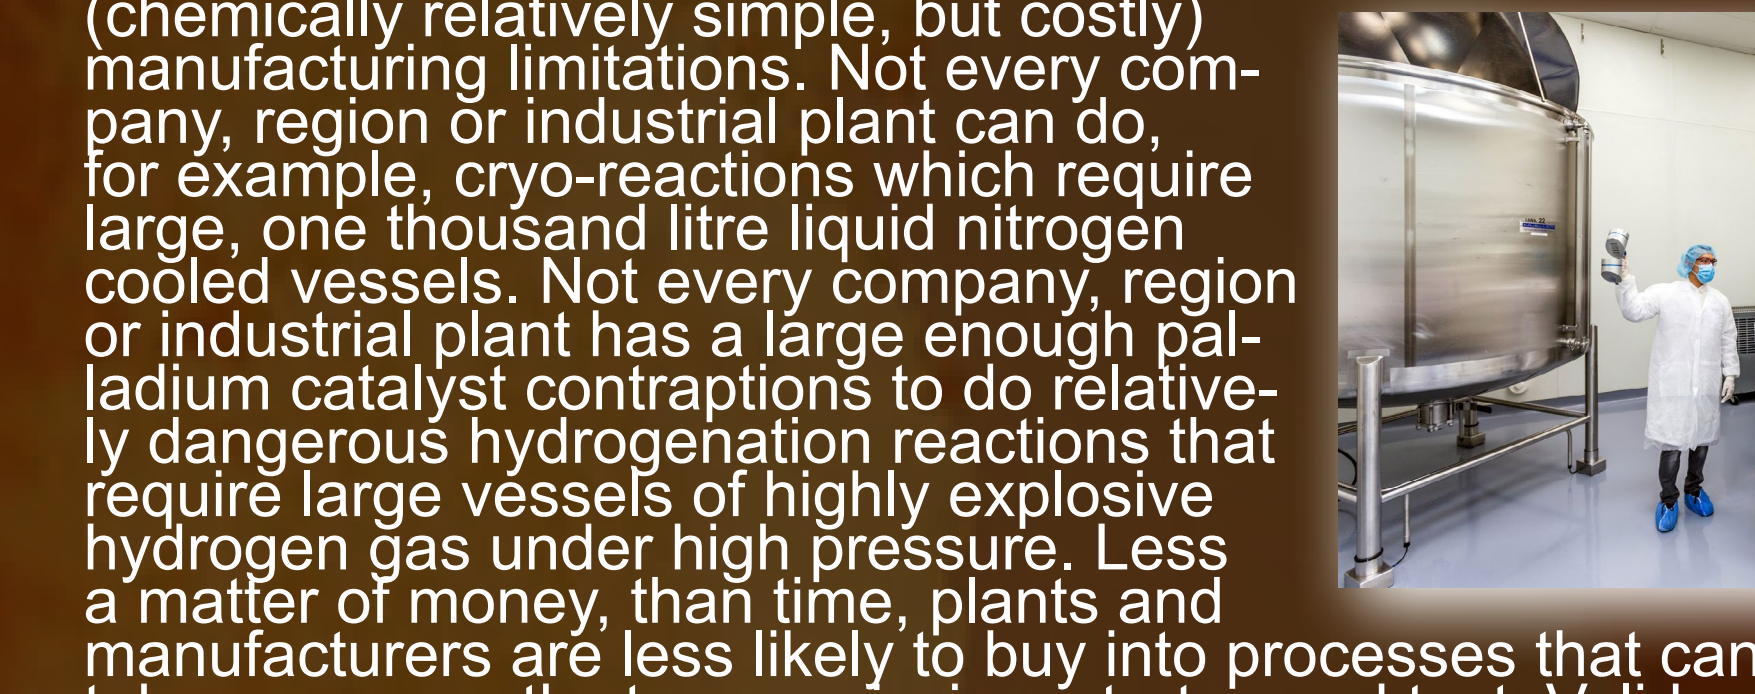 (chemically relatively simple, but costly)
manufacturing limitations. Not every com-
pany, region or industrial plant can do,
for example, cryo-reactions which require
large, one thousand litre liquid nitrogen
cooled vessels. Not every company, region
or industrial plant has a large enough pal-
ladium catalyst contraptions to do relative-
ly dangerous hydrogenation reactions that
require large vessels of highly explosive
hydrogen gas under high pressure. Less
a matter of money, than time, plants and
manufacturers are less likely to buy into processes that can